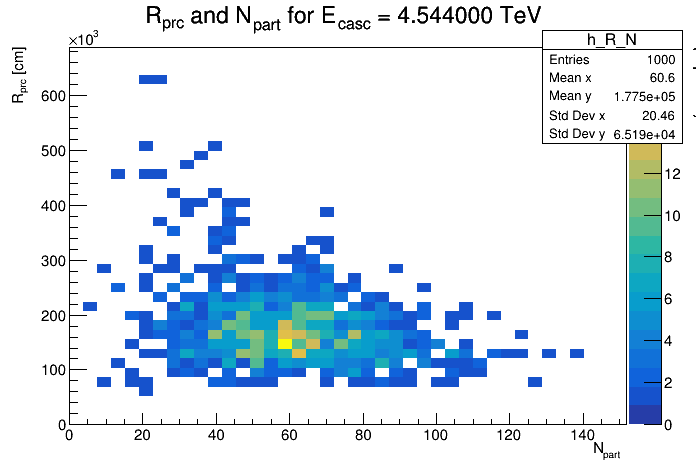 R_prc and N_part for E_casc = 4.544000 TeV
×10³
R_prc [cm]
h_R_N
Entries 1000
Mean x 60.6
Mean y 1.775e+05
Std Dev x 20.46
Std Dev y 6.519e+04
600
500
400
300
200
100
0
0 20 40 60 80 100 120 140
N_part
12
10
8
6
4
2
0